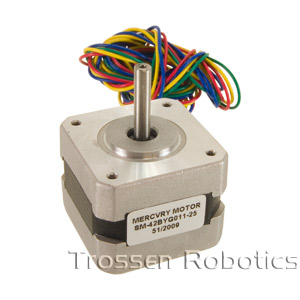 MERCVRY MOTOR
SM-42BYG011-25
51/2009
Trossen Robotics